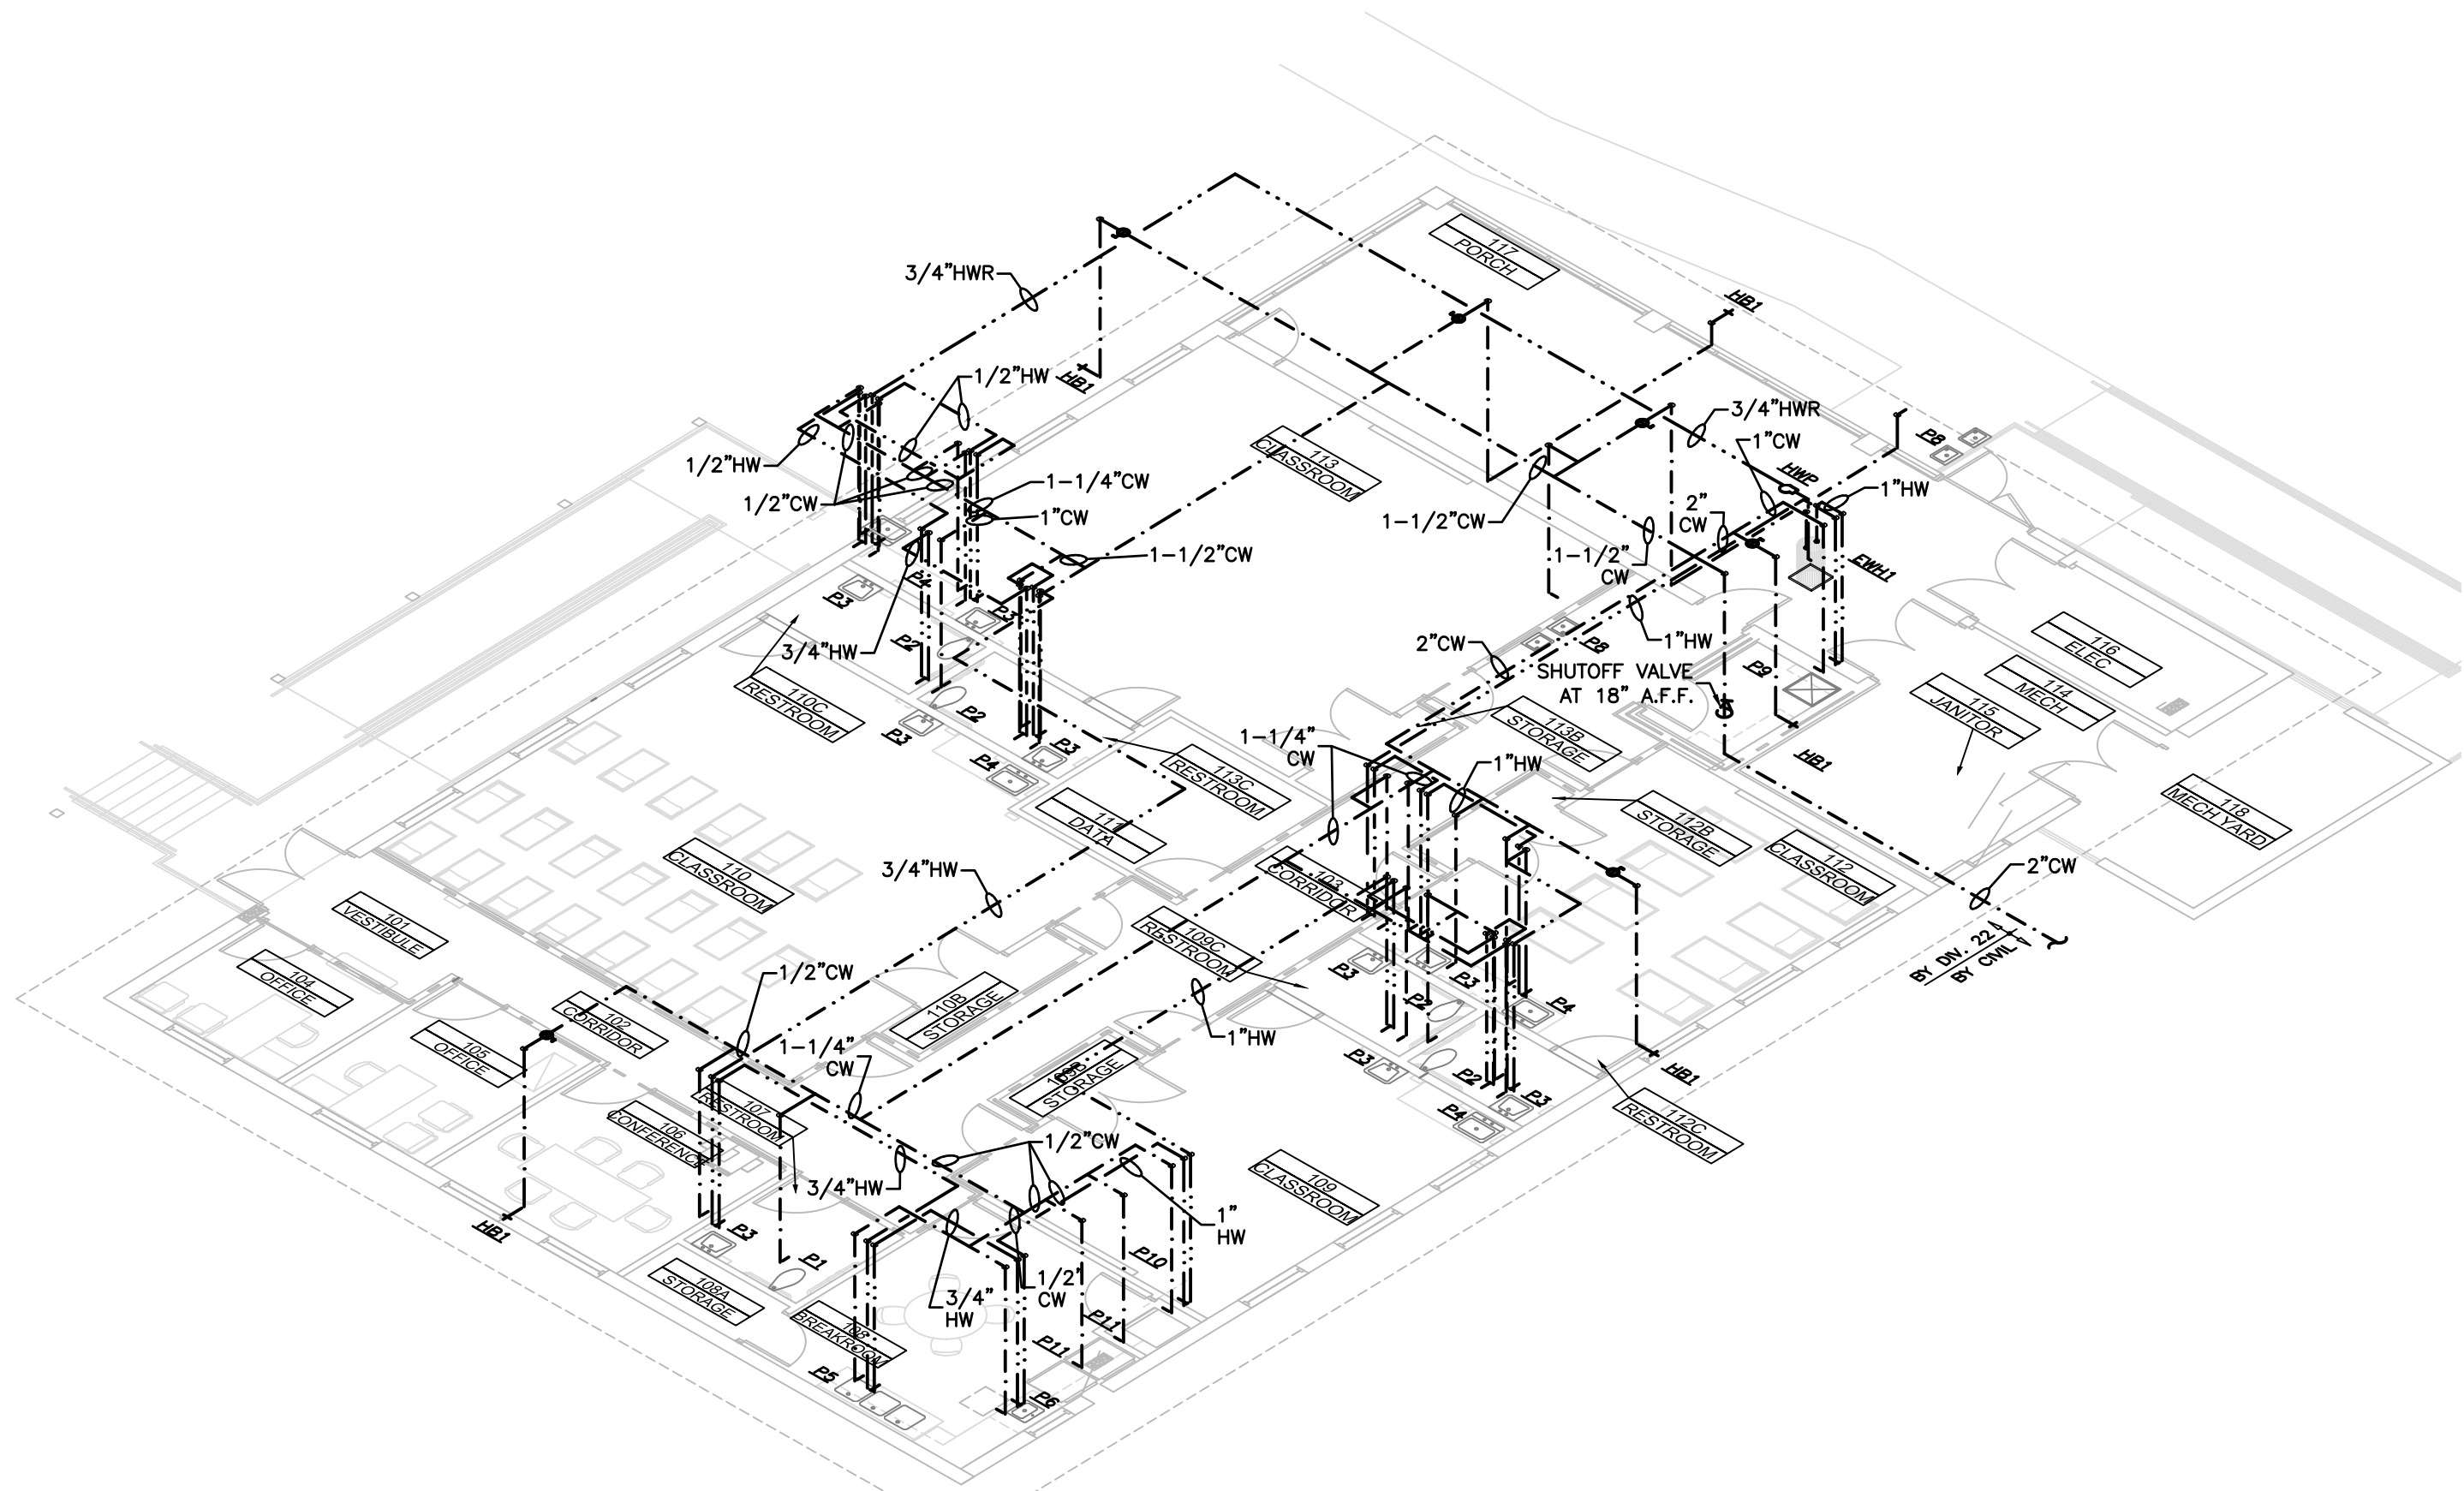 117
PORCH
HB1
3/4"HWR
1/2"HW
HB1
3/4"HWR
1"CW
P8
HWP
1/2"HW
1/2"CW
1-1/4"CW
1"CW
113
CLASSROOM
1-1/2"CW
2"
CW
1"HW
1-1/2"CW
1-1/2"
CW
EWH1
P4
P3
P3
P2
3/4"HW
1"HW
P8
2"CW
SHUTOFF VALVE
AT 18" A.F.F.
P9
116
ELEC
114
MECH
115
JANITOR
110C
RESTROOM
P2
P3
P3
P4
113B
STORAGE
HB1
1-1/4"
CW
1"HW
113C
RESTROOM
118
MECH YARD
111
DATA
112B
STORAGE
112
CLASSROOM
110
CLASSROOM
3/4"HW
103
CORRIDOR
2"CW
101
VESTIBULE
109C
RESTROOM
BY DIV. 22
BY CIVIL
104
OFFICE
1/2"CW
P3
P3
P2
P4
110B
STORAGE
102
CORRIDOR
105
OFFICE
1-1/4"
CW
1"HW
P3
P2
P3
P4
HB1
109B
STORAGE
107
RESTROOM
106
CONFERENCE
1/2"CW
3/4"HW
112C
RESTROOM
109
CLASSROOM
1"
HW
HB1
P3
P1
P10
108A
STORAGE
3/4"
HW
1/2"
CW
P11
P11
108
BREAKROOM
P5
P6